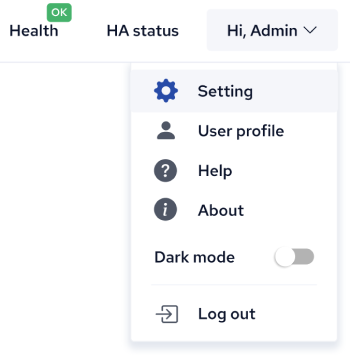 OK
Health
HA status
Hi, Admin
Setting
User profile
Help
About
Dark mode
Log out